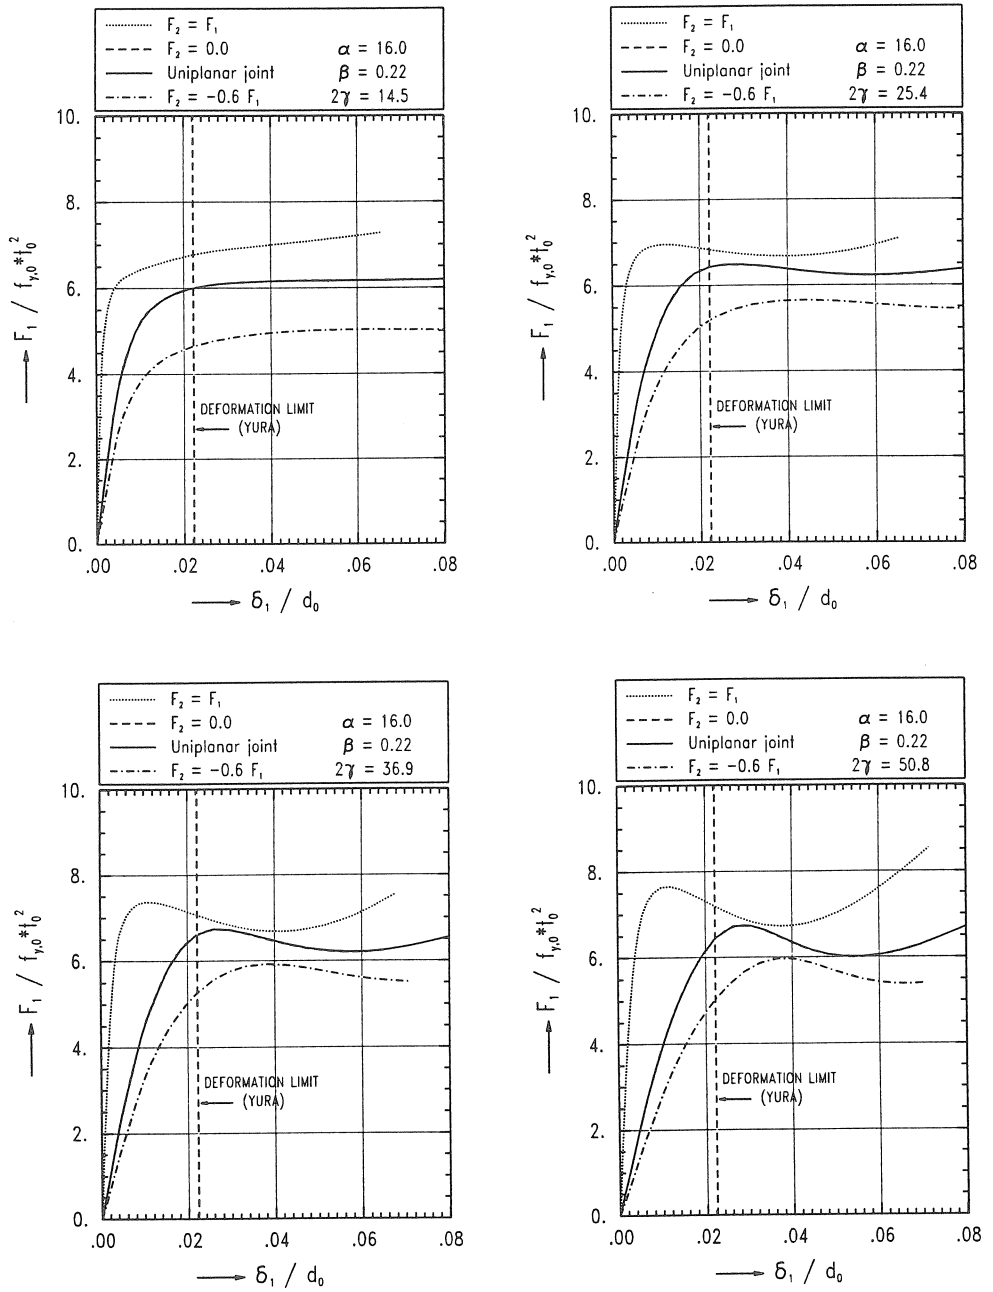 F₂ = F₁
F₂ = 0.0 α = 16.0
Uniplanar joint β = 0.22
F₂ = -0.6 F₁ 2γ = 14.5
10.
8.
6.
4.
2.
0.
F₁ / f_y,0*t₀²
DEFORMATION LIMIT
(YURA)
.00 .02 .04 .06 .08
δ₁ / d₀
F₂ = F₁
F₂ = 0.0 α = 16.0
Uniplanar joint β = 0.22
F₂ = -0.6 F₁ 2γ = 25.4
10.
8.
6.
4.
2.
0.
F₁ / f_y,0*t₀²
DEFORMATION LIMIT
(YURA)
.00 .02 .04 .06 .08
δ₁ / d₀
F₂ = F₁
F₂ = 0.0 α = 16.0
Uniplanar joint β = 0.22
F₂ = -0.6 F₁ 2γ = 36.9
10.
8.
6.
4.
2.
0.
F₁ / f_y,0*t₀²
DEFORMATION LIMIT
(YURA)
.00 .02 .04 .06 .08
δ₁ / d₀
F₂ = F₁
F₂ = 0.0 α = 16.0
Uniplanar joint β = 0.22
F₂ = -0.6 F₁ 2γ = 50.8
10.
8.
6.
4.
2.
0.
F₁ / f_y,0*t₀²
DEFORMATION LIMIT
(YURA)
.00 .02 .04 .06 .08
δ₁ / d₀